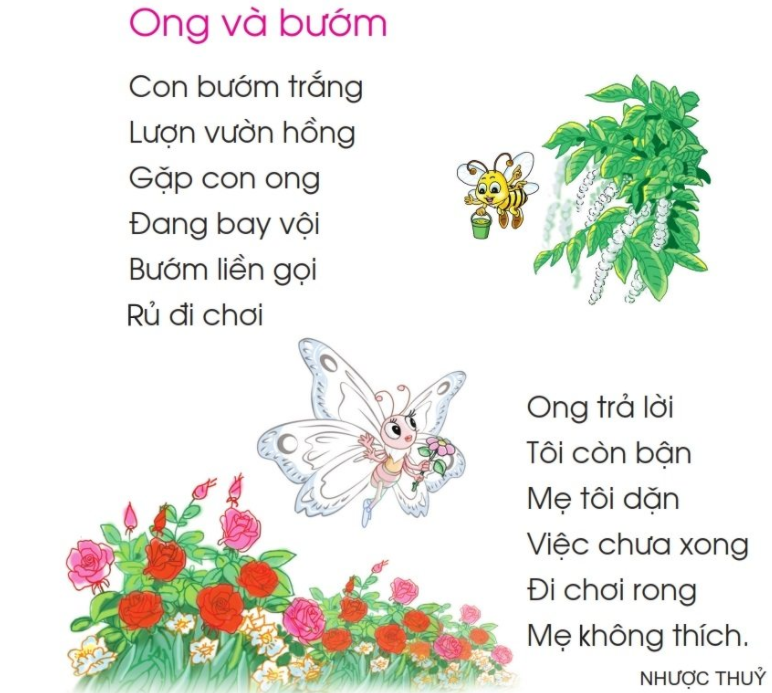 Ong và bướm
Con bướm trắng
Lượn vườn hồng
Gặp con ong
Đang bay vội
Bướm liền gọi
Rủ đi chơi
Ong trả lời
Tôi còn bận
Mẹ tôi dặn
Việc chưa xong
Đi chơi rong
Mẹ không thích.
NHƯỢC THUỶ